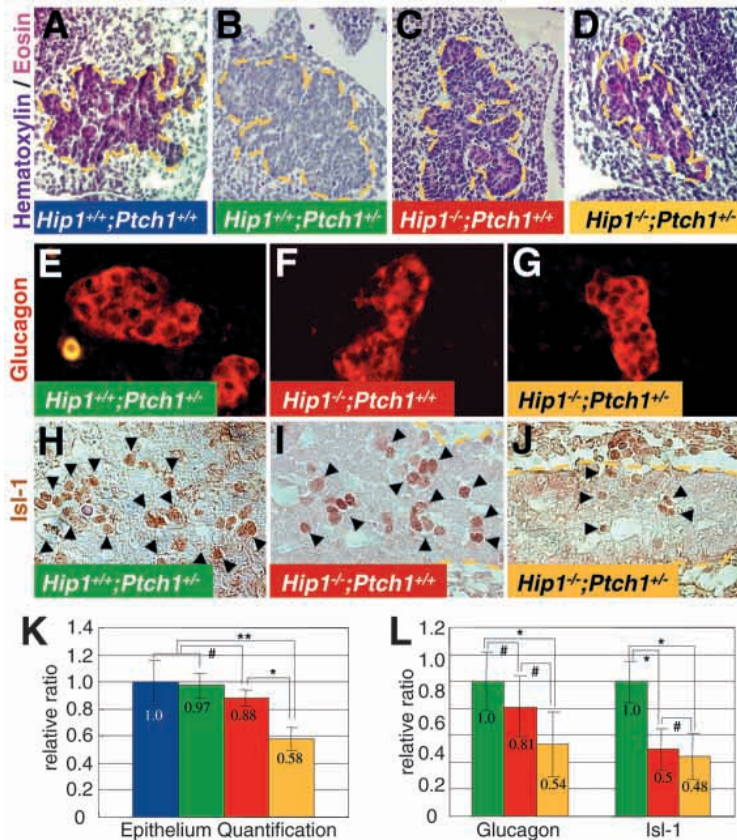 Hematoxylin / Eosin
A
B
C
D
Hip1+/+;Ptch1+/+
Hip1+/+;Ptch1+/-
Hip1-/-;Ptch1+/+
Hip1-/-;Ptch1+/-
Glucagon
E
F
G
Hip1+/+;Ptch1+/-
Hip1-/-;Ptch1+/+
Hip1-/-;Ptch1+/-
Isl-1
H
I
J
Hip1+/+;Ptch1+/-
Hip1-/-;Ptch1+/+
Hip1-/-;Ptch1+/-
K
relative ratio
1.4
1.2
1.0
0.8
0.6
0.4
0.2
0
**
#
*
1.0
0.97
0.88
0.58
Epithelium Quantification
L
relative ratio
1.2
1.0
0.8
0.6
0.4
0.2
0
*
#
#
*
*
#
1.0
0.81
0.54
1.0
0.5
0.48
Glucagon
Isl-1